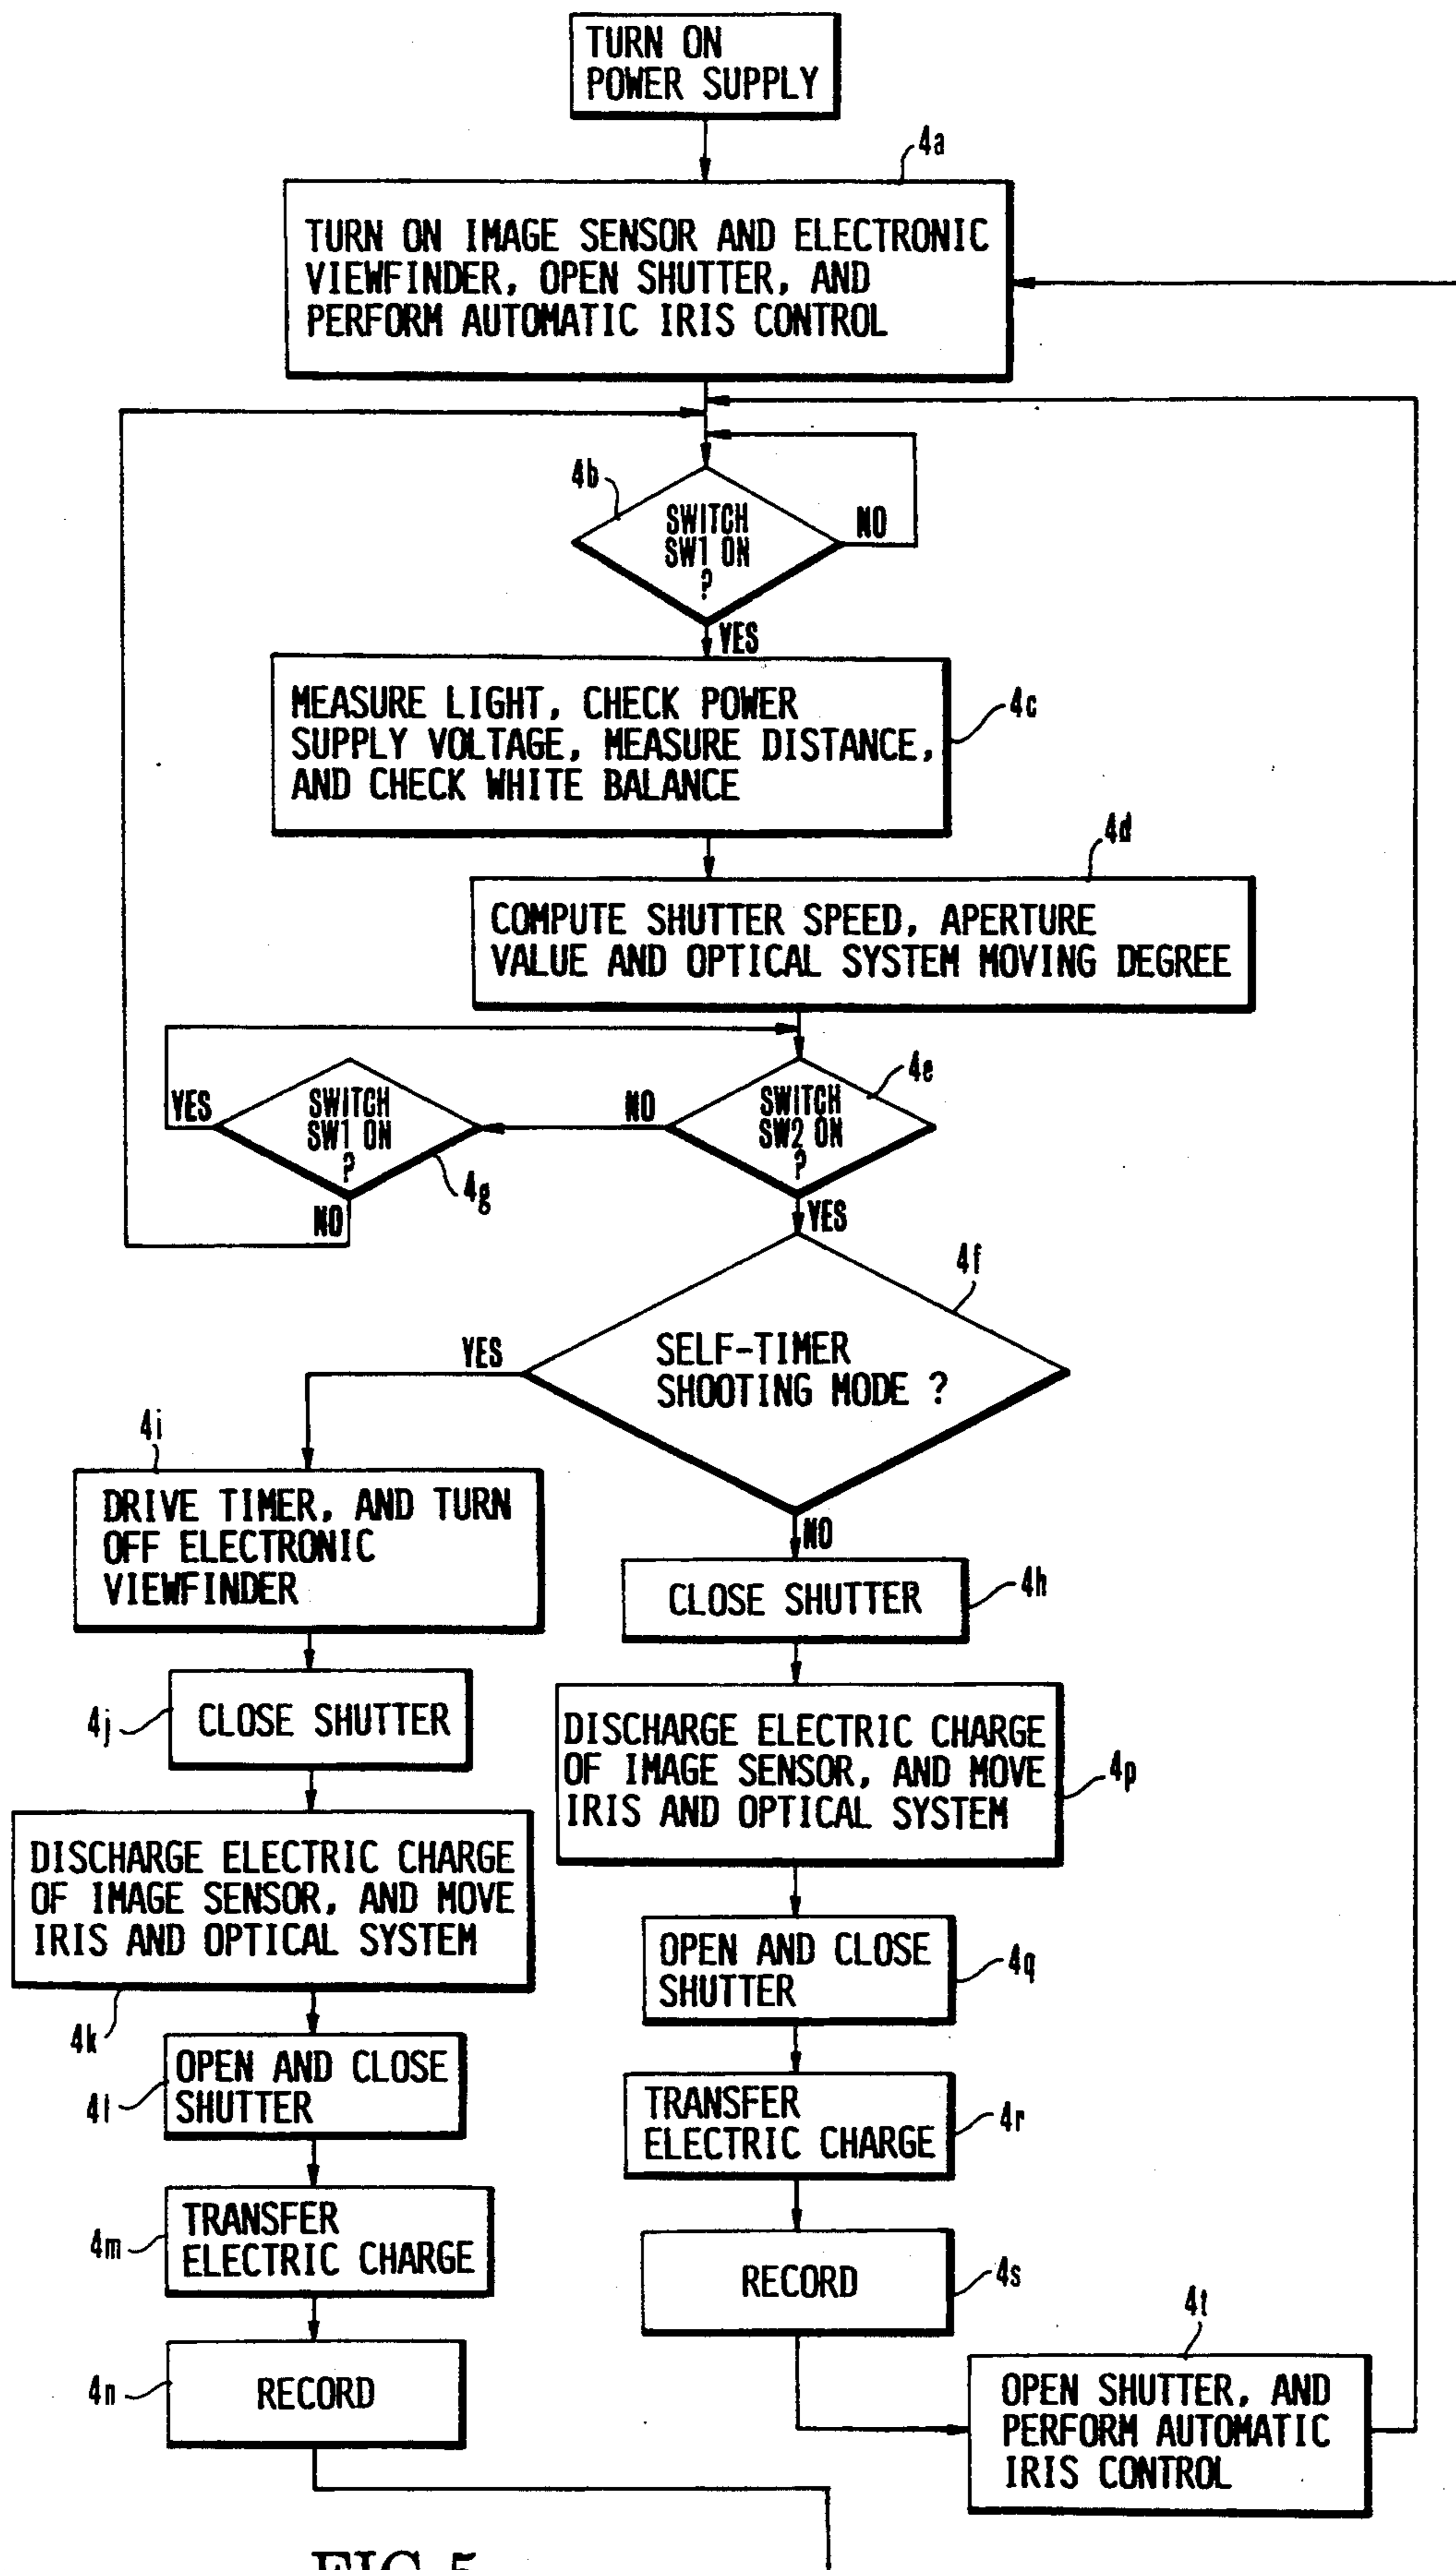 TURN ON
POWER SUPPLY
4a
TURN ON IMAGE SENSOR AND ELECTRONIC
VIEWFINDER, OPEN SHUTTER, AND
PERFORM AUTOMATIC IRIS CONTROL
4b
SWITCH
SW1 ON
?
NO
YES
MEASURE LIGHT, CHECK POWER
SUPPLY VOLTAGE, MEASURE DISTANCE,
AND CHECK WHITE BALANCE
4c
4d
COMPUTE SHUTTER SPEED, APERTURE
VALUE AND OPTICAL SYSTEM MOVING DEGREE
4e
SWITCH
SW2 ON
?
NO
YES
YES
SWITCH
SW1 ON
?
4g
NO
4f
SELF-TIMER
SHOOTING MODE ?
YES
NO
4i
DRIVE TIMER, AND TURN
OFF ELECTRONIC
VIEWFINDER
4j
CLOSE SHUTTER
DISCHARGE ELECTRIC CHARGE
OF IMAGE SENSOR, AND MOVE
IRIS AND OPTICAL SYSTEM
4k
OPEN AND CLOSE
SHUTTER
4l
TRANSFER
ELECTRIC CHARGE
4m
RECORD
4n
CLOSE SHUTTER
4h
DISCHARGE ELECTRIC CHARGE
OF IMAGE SENSOR, AND MOVE
IRIS AND OPTICAL SYSTEM
4p
OPEN AND CLOSE
SHUTTER
4q
TRANSFER
ELECTRIC CHARGE
4r
RECORD
4s
4t
OPEN SHUTTER, AND
PERFORM AUTOMATIC
IRIS CONTROL
FIG.5